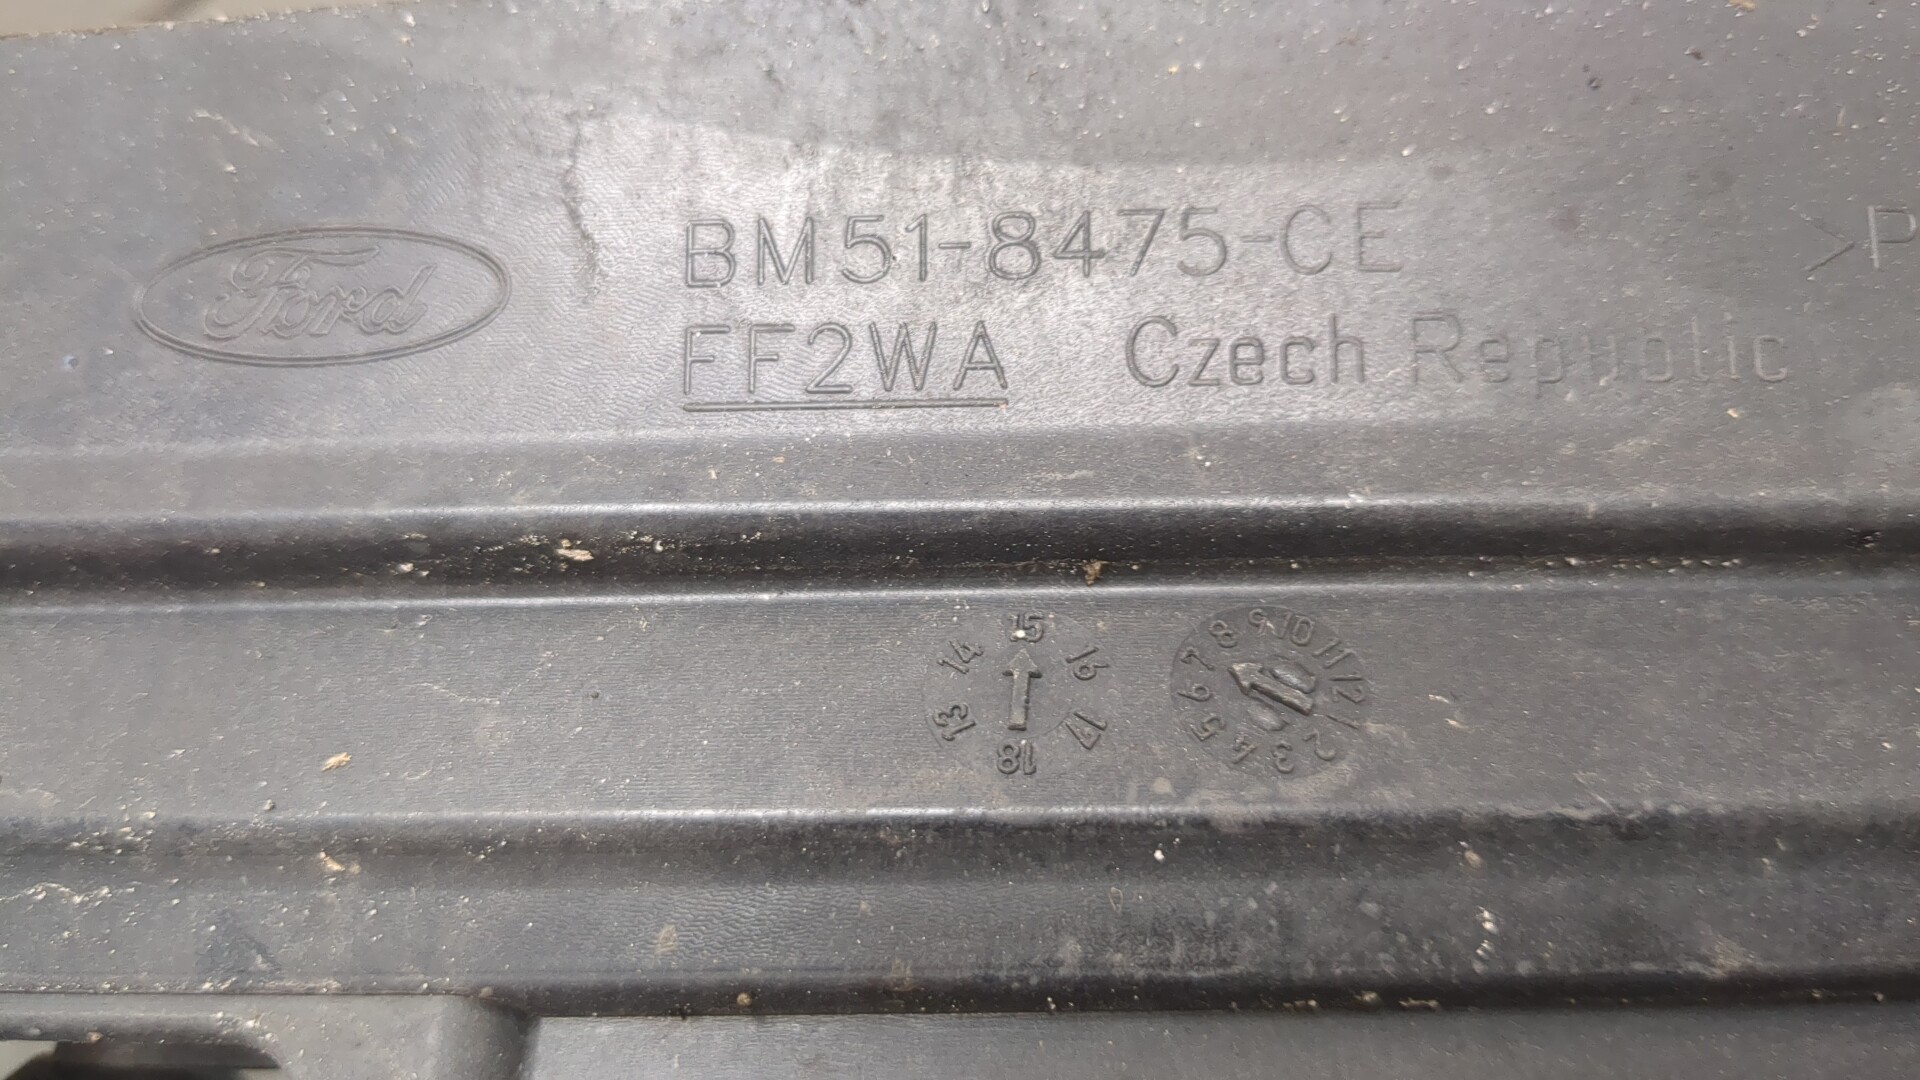 Ford
BM51-8475-CE
>P
FF2WA Czech Republic
13 14 15 16 17 18
1 2 3 4 5 6 7 8 9 10 11 12